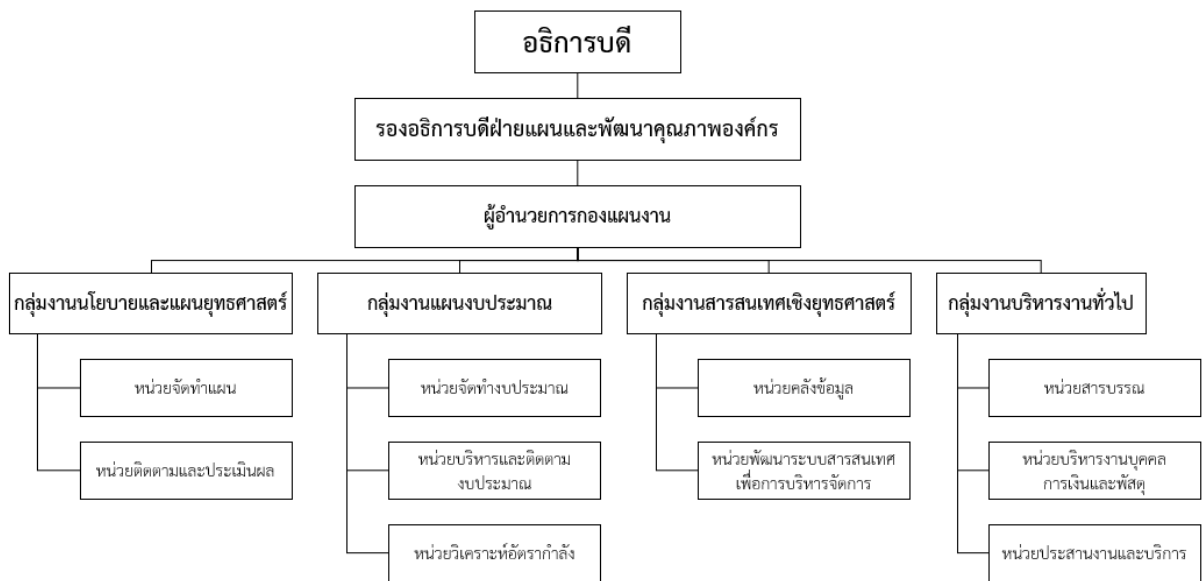 อธิการบดี
รองอธิการบดีฝ่ายแผนและพัฒนาคุณภาพองค์กร
ผู้อำนวยการกองแผนงาน
กลุ่มงานนโยบายและแผนยุทธศาสตร์
หน่วยจัดทำแผน
หน่วยติดตามและประเมินผล
กลุ่มงานแผนงบประมาณ
หน่วยจัดทำงบประมาณ
หน่วยบริหารและติดตาม
งบประมาณ
หน่วยวิเคราะห์อัตรากำลัง
กลุ่มงานสารสนเทศเชิงยุทธศาสตร์
หน่วยคลังข้อมูล
หน่วยพัฒนาระบบสารสนเทศ
เพื่อการบริหารจัดการ
กลุ่มงานบริหารงานทั่วไป
หน่วยสารบรรณ
หน่วยบริหารงานบุคคล
การเงินและพัสดุ
หน่วยประสานงานและบริการ